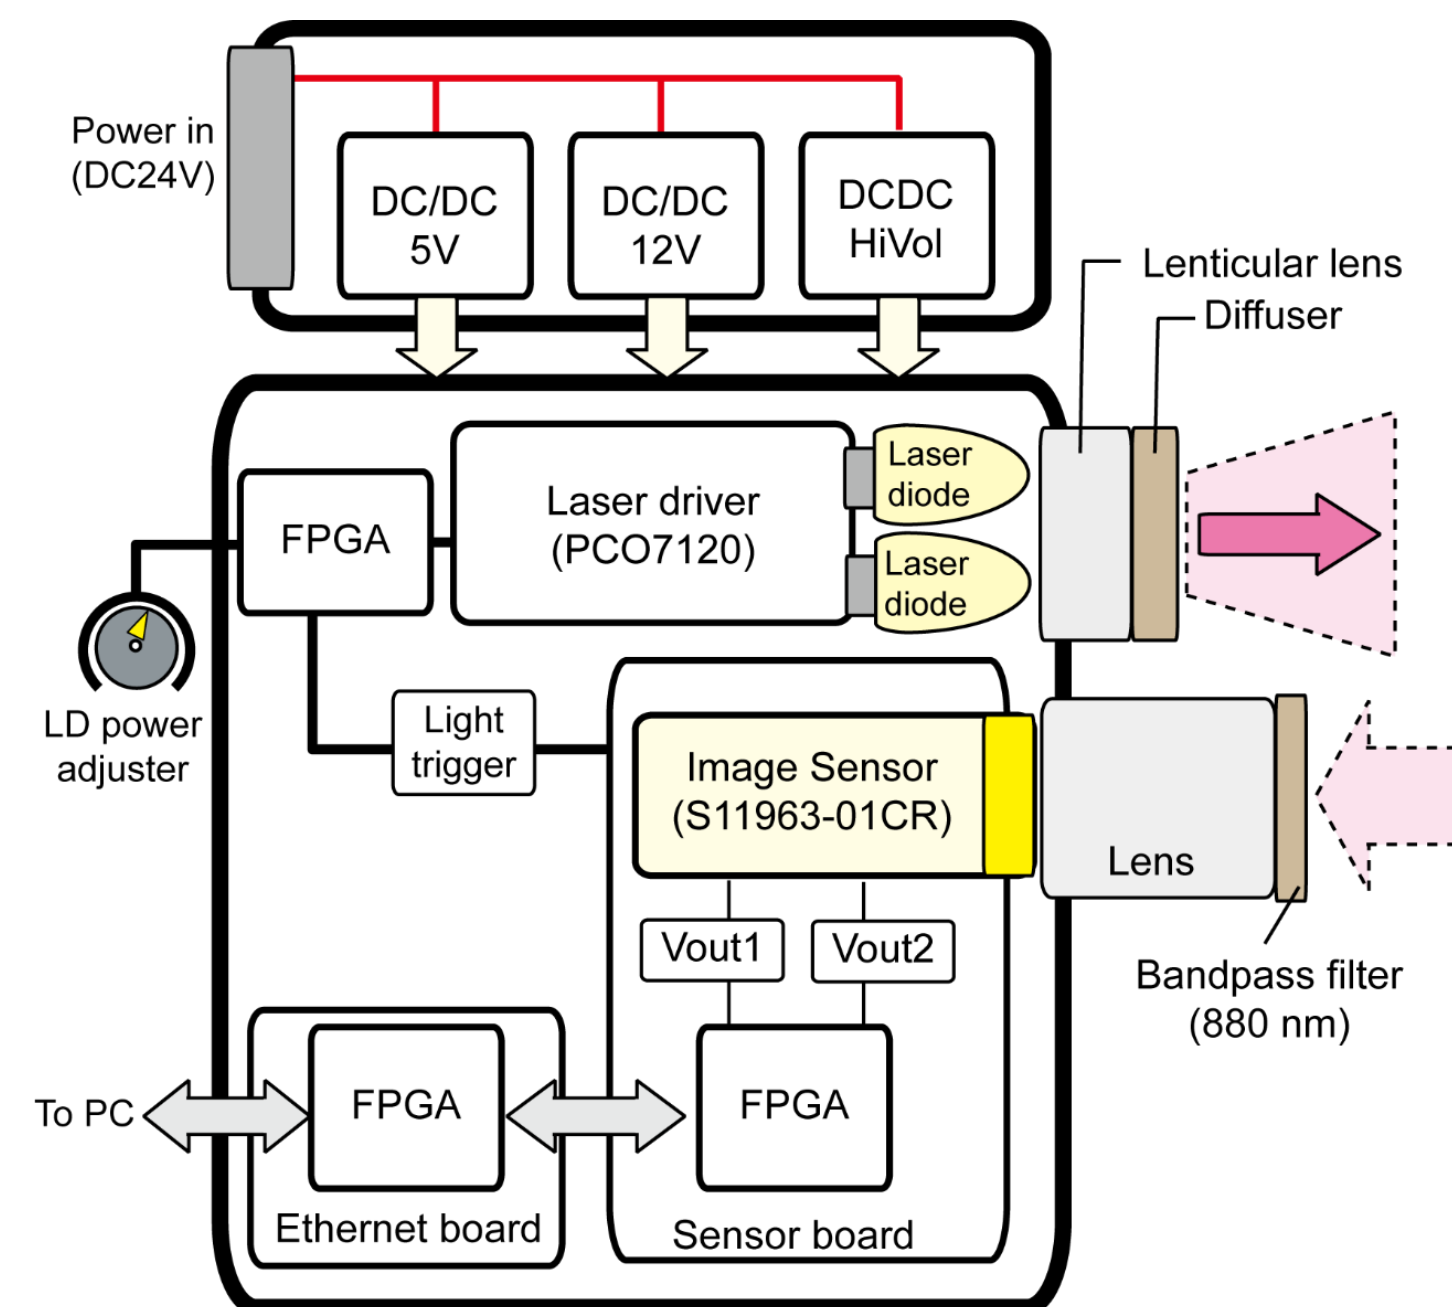 Power in
(DC24V)
DC/DC
5V
DC/DC
12V
DCDC
HiVol
Lenticular lens
Diffuser
FPGA
Laser driver
(PCO7120)
Laser
diode
Laser
diode
LD power
adjuster
Light
trigger
Image Sensor
(S11963-01CR)
Lens
Vout1
Vout2
Bandpass filter
(880 nm)
To PC
FPGA
FPGA
Ethernet board
Sensor board